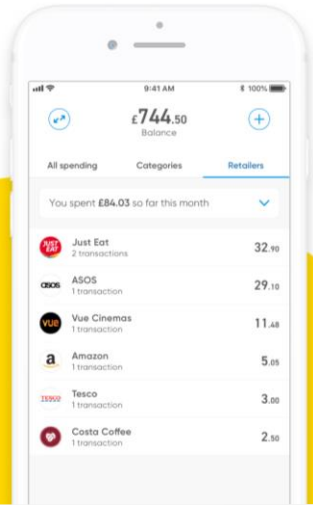 9:41 AM
100%
£744.50
Balance
All spending
Categories
Retailers
You spent £84.03 so far this month
JUST EAT
Just Eat
2 transactions
32.90
asos
ASOS
1 transaction
29.10
vue
Vue Cinemas
1 transaction
11.48
a
Amazon
1 transaction
5.05
TESCO
Tesco
1 transaction
3.00
Costa Coffee
1 transaction
2.50